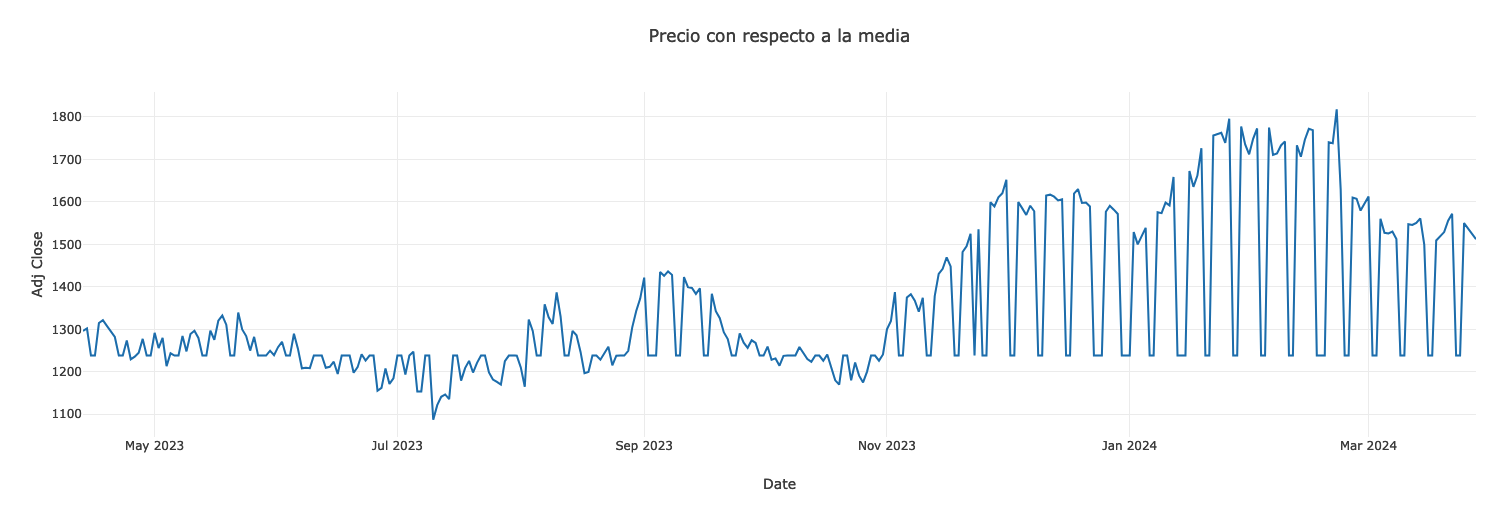 Precio con respecto a la media
Adj Close
1800
1700
1600
1500
1400
1300
1200
1100
May 2023
Jul 2023
Sep 2023
Nov 2023
Jan 2024
Mar 2024
Date